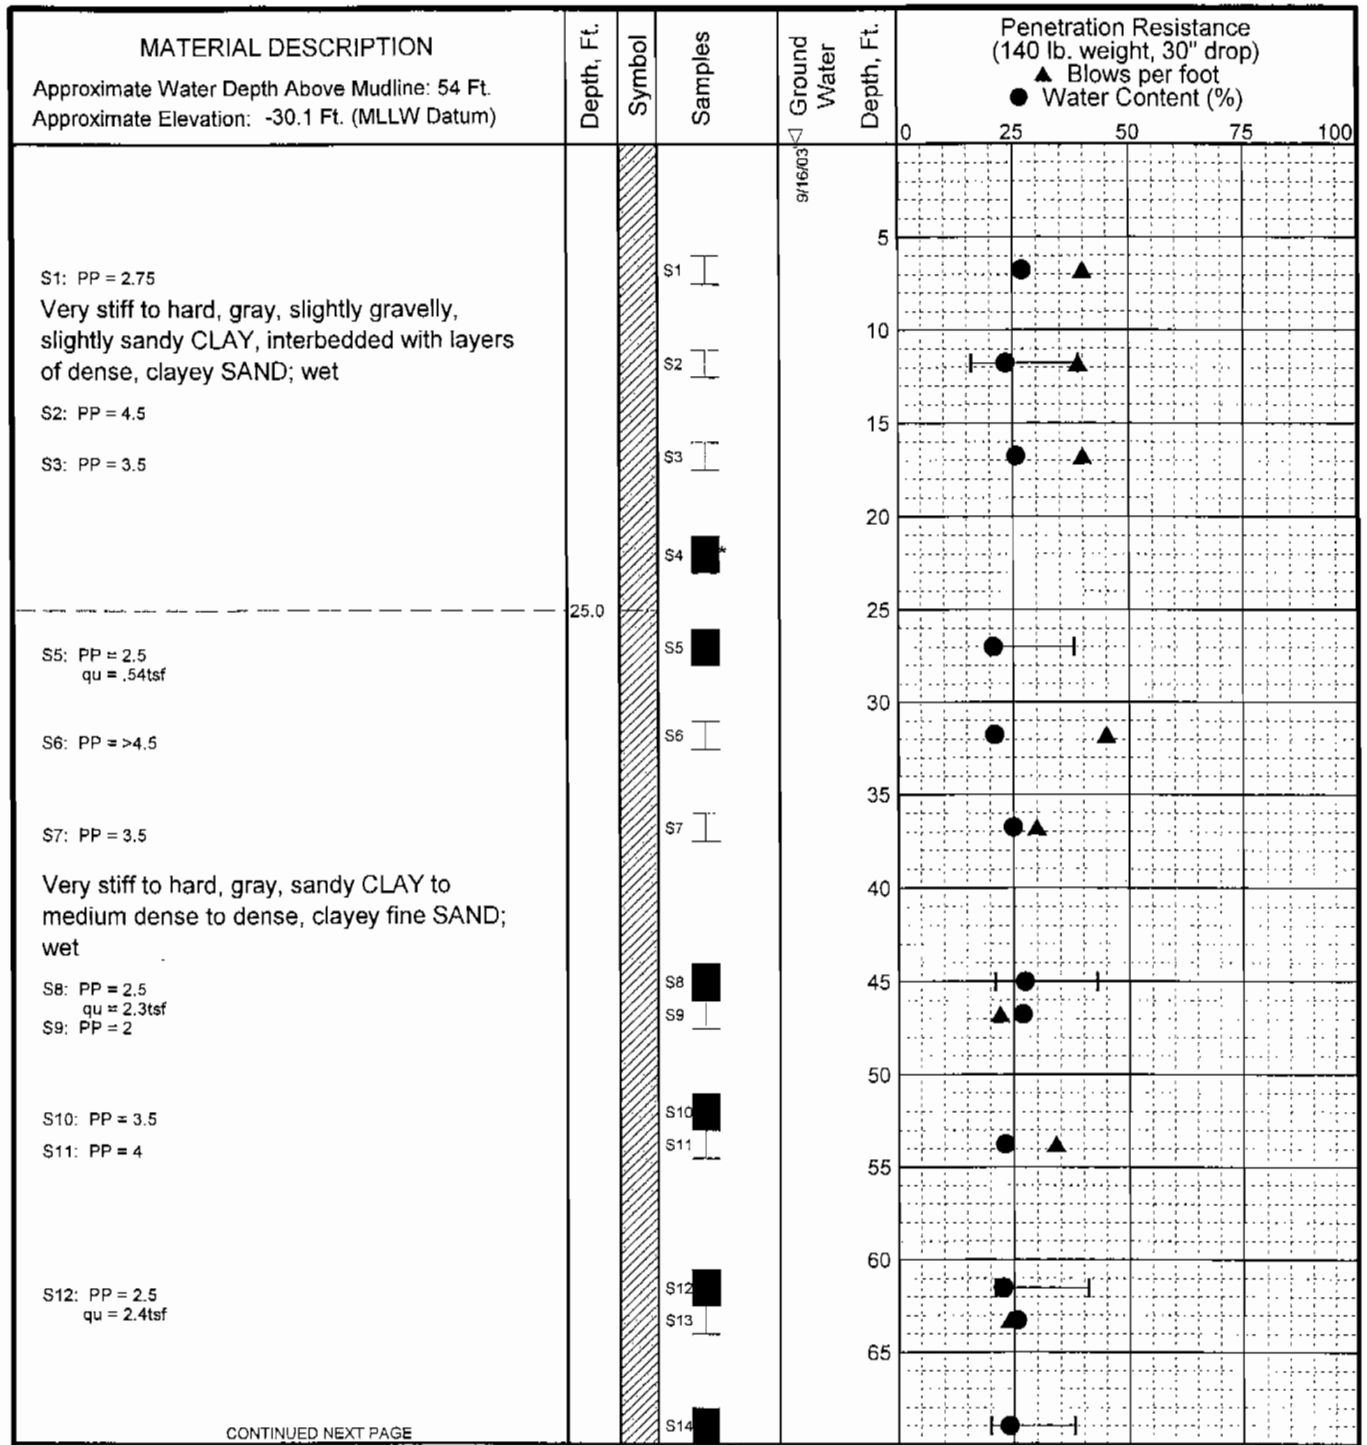 MATERIAL DESCRIPTION
Approximate Water Depth Above Mudline: 54 Ft.
Approximate Elevation: -30.1 Ft. (MLLW Datum)
Depth, Ft.
Symbol
Samples
Ground
Water
Depth, Ft.
Penetration Resistance
(140 lb. weight, 30" drop)
▲ Blows per foot
● Water Content (%)
0 25 50 75 100
9/16/03
S1: PP = 2.75
Very stiff to hard, gray, slightly gravelly,
slightly sandy CLAY, interbedded with layers
of dense, clayey SAND; wet
S2: PP = 4.5
S3: PP = 3.5
25.0
S5: PP = 2.5
qu = .54tsf
S6: PP = >4.5
S7: PP = 3.5
Very stiff to hard, gray, sandy CLAY to
medium dense to dense, clayey fine SAND;
wet
S8: PP = 2.5
qu = 2.3tsf
S9: PP = 2
S10: PP = 3.5
S11: PP = 4
S12: PP = 2.5
qu = 2.4tsf
CONTINUED NEXT PAGE
S1
S2
S3
S4 *
S5
S6
S7
S8
S9
S10
S11
S12
S13
S14
5
10
15
20
25
30
35
40
45
50
55
60
65